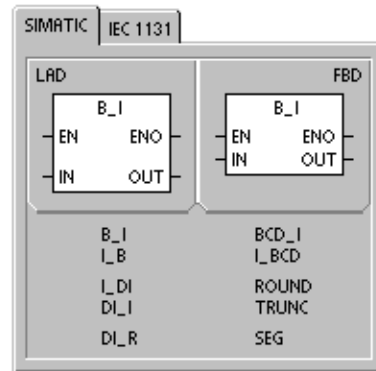 SIMATIC IEC 1131
LAD FBD
B_I B_I
EN ENO EN ENO
IN OUT IN OUT
B_I BCD_I
I_B I_BCD
I_DI ROUND
DI_I TRUNC
DI_R SEG